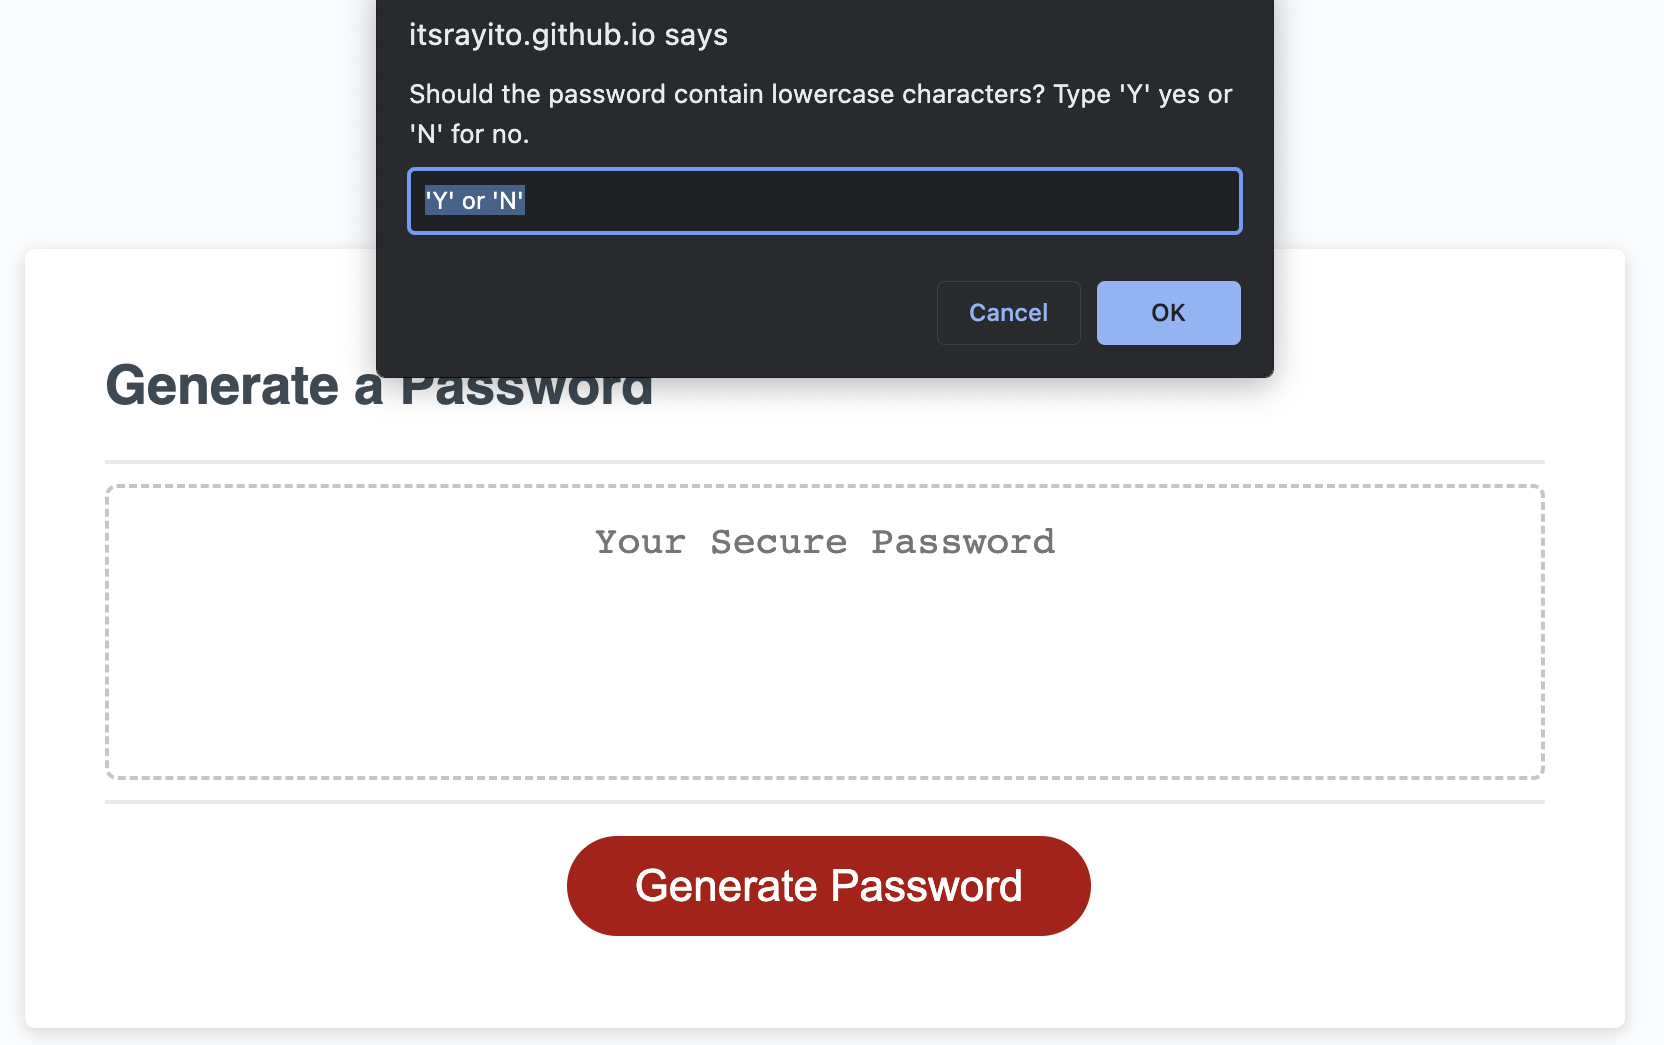 itsrayito.github.io says
Should the password contain lowercase characters? Type 'Y' yes or
'N' for no.
'Y' or 'N'
Cancel
OK
Generate a Password
Your Secure Password
Generate Password